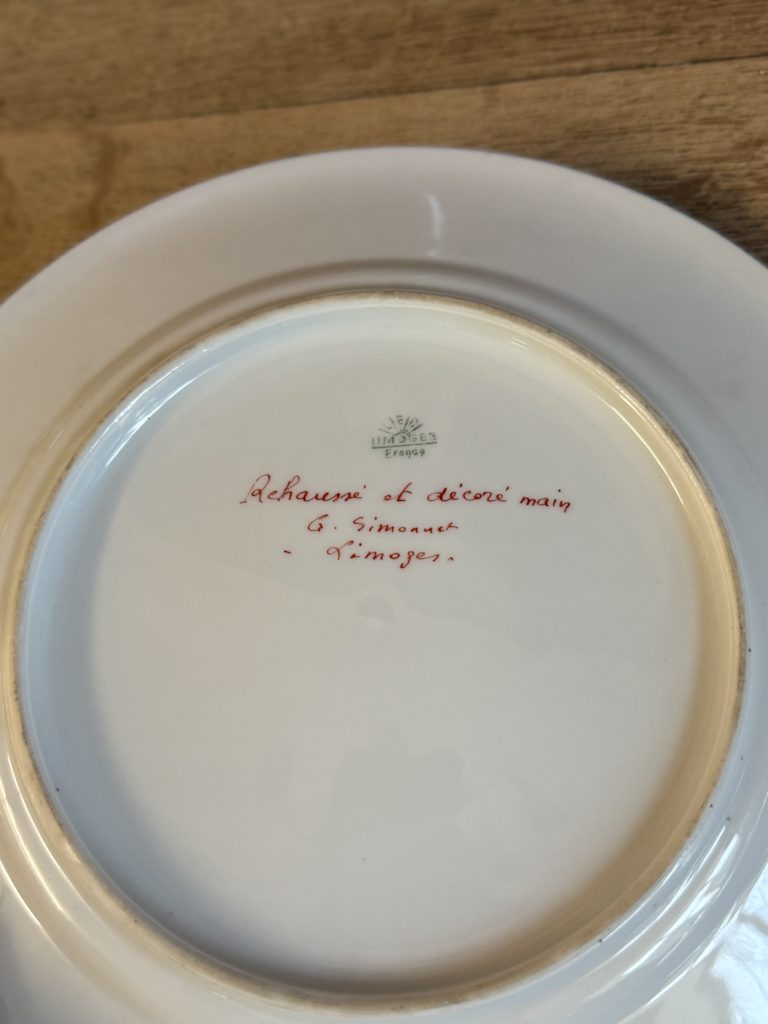 LIMOGES
France
Rehaussé et décoré main
G. Simonnet
- Limoges.